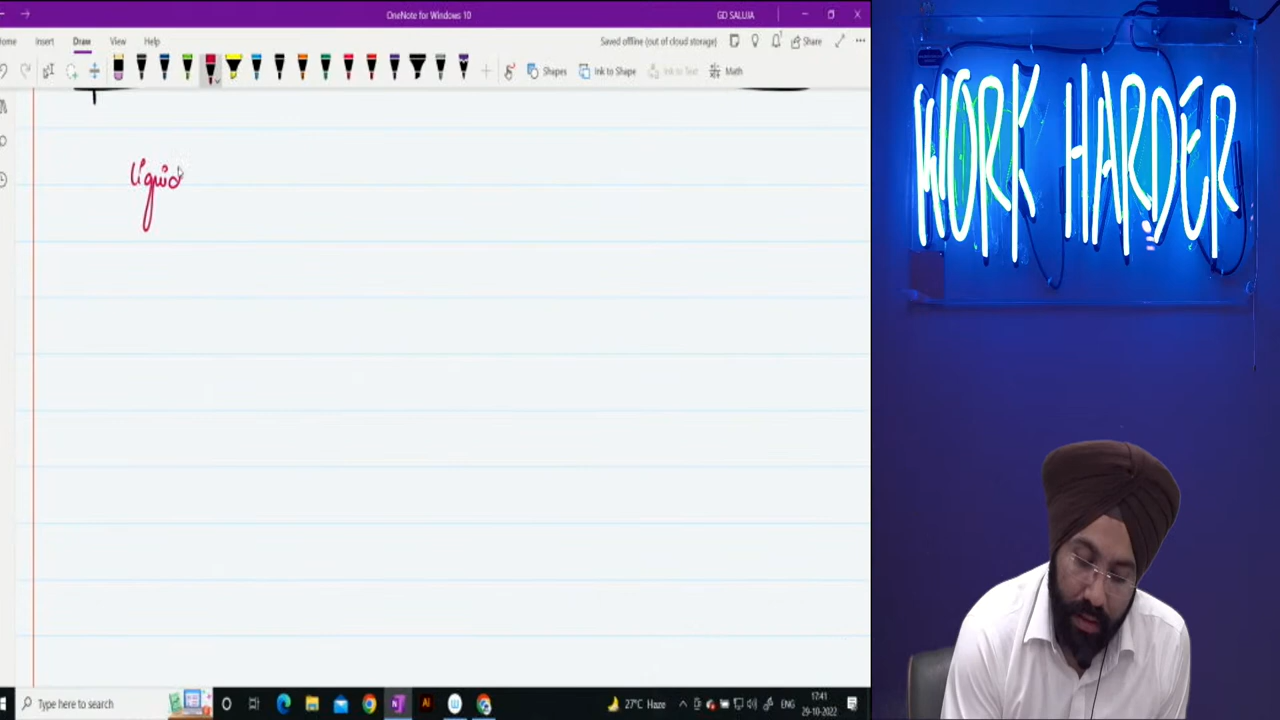 OneNote for Windows 10
GD SALUJA
Insert Draw View Help
Saved offline (out of cloud storage)
Share
Shapes
Ink to Shape
Ink to Text
Math
liquid
WORK HARDER
Type here to search
27°C Haze
ENG
17:41
29-10-2022